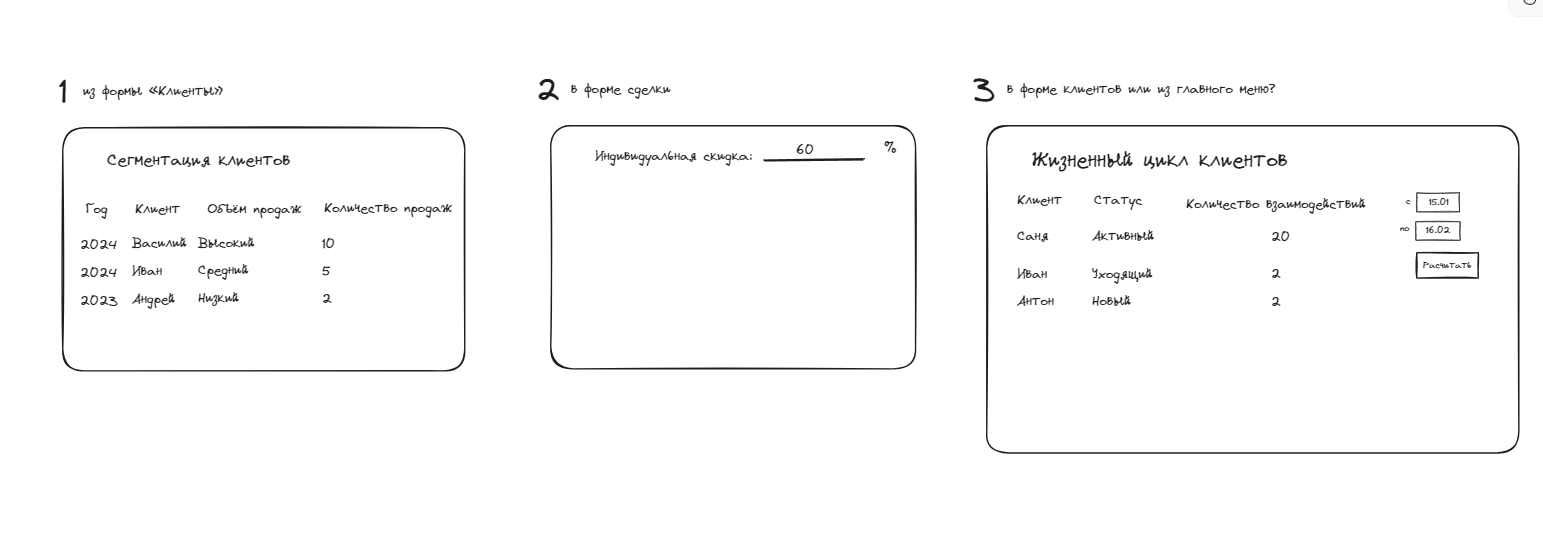 1 из формы «Клиенты»
Сегментация клиентов
Год Клиент Объём продаж Количество продаж
2024 Василий Высокий 10
2024 Иван Средний 5
2023 Андрей Низкий 2
2 в форме сделки
Индивидуальная скидка: 60 %
3 в форме клиентов или из главного меню?
Жизненный цикл клиентов
Клиент Статус Количество взаимодействий
Саня Активный 20
Иван Уходящий 2
Антон Новый 2
с 15.01
по 16.02
Расчитать